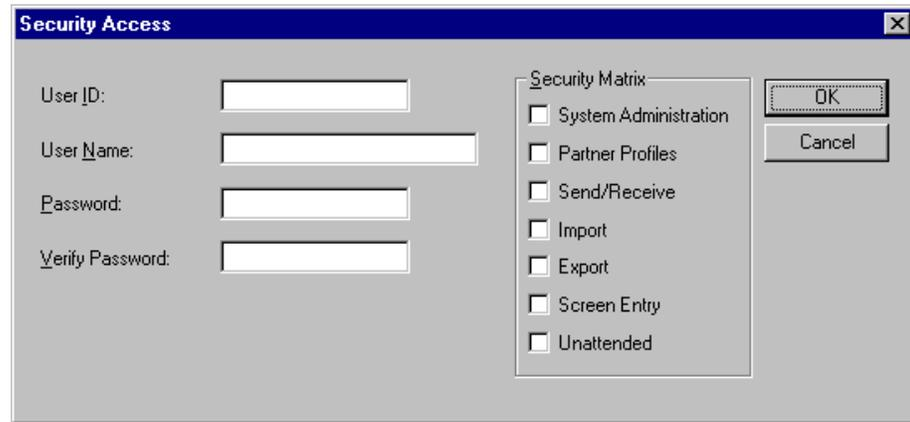 Security Access
User ID:
User Name:
Password:
Verify Password:
Security Matrix
System Administration
Partner Profiles
Send/Receive
Import
Export
Screen Entry
Unattended
OK
Cancel